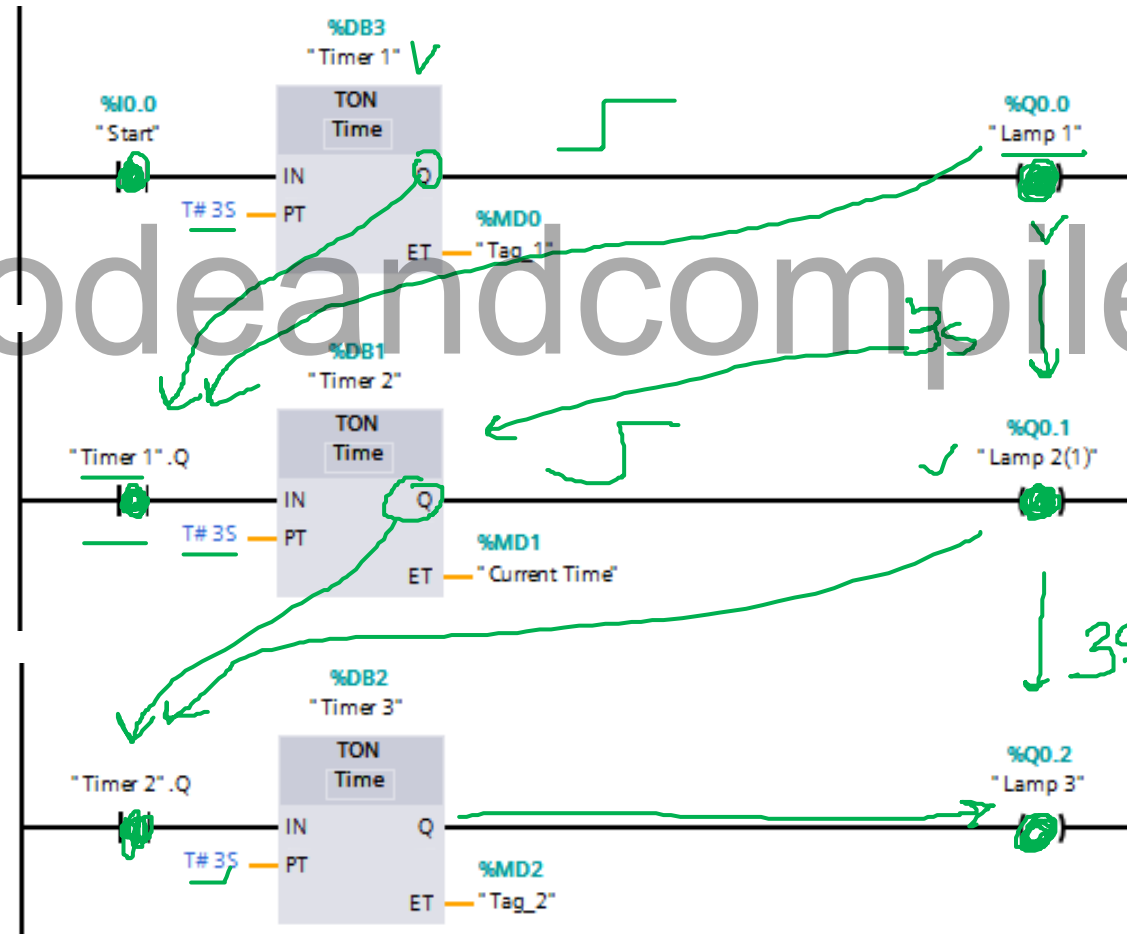 %DB3
"Timer 1"
TON
Time
%I0.0
"Start"
%Q0.0
"Lamp 1"
IN
Q
T# 3S
PT
%MD0
ET
"Tag_1"
odeandcompile
3s
%DB1
"Timer 2"
TON
Time
"Timer 1".Q
%Q0.1
"Lamp 2(1)"
IN
Q
T# 3S
PT
%MD1
ET
"Current Time"
3s
%DB2
"Timer 3"
TON
Time
"Timer 2".Q
%Q0.2
"Lamp 3"
IN
Q
T# 3S
PT
%MD2
ET
"Tag_2"